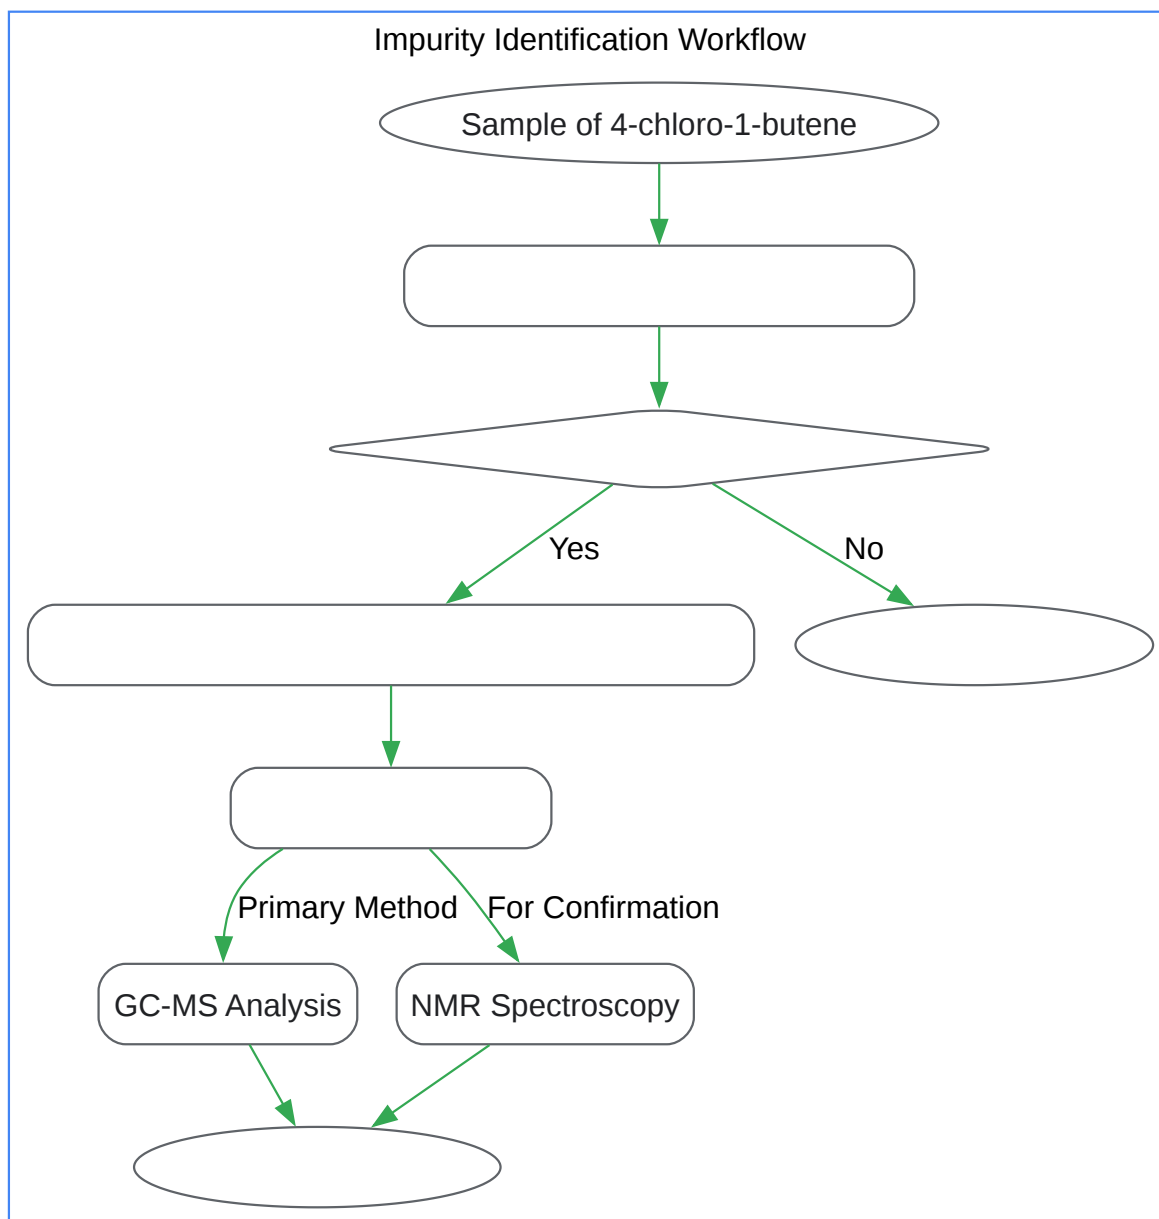 Impurity Identification Workflow
Sample of 4-chloro-1-butene
Yes
No
Primary Method
For Confirmation
GC-MS Analysis
NMR Spectroscopy